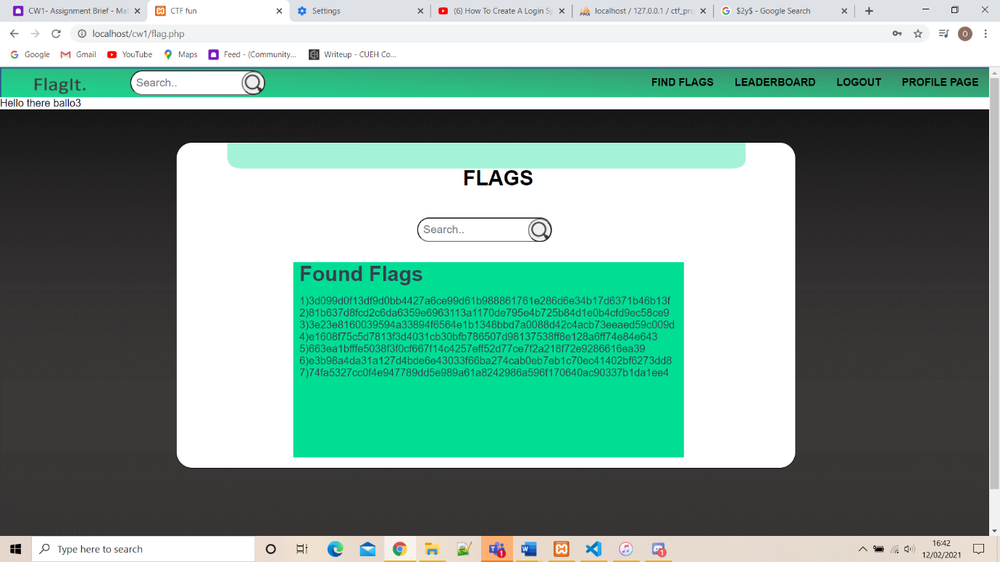 CW1- Assignment Brief - Mat
CTF fun
Settings
(6) How To Create A Login Sy
localhost / 127.0.0.1 / ctf_pro
$2y$ - Google Search
localhost/cw1/flag.php
O
Google
Gmail
YouTube
Maps
Feed - (Community...
Writeup - CUEH Co...
FlagIt.
Search..
FIND FLAGS
LEADERBOARD
LOGOUT
PROFILE PAGE
Hello there ballo3
FLAGS
Search..
Found Flags
1)3d099d0f13df9d0bb4427a6ce99d61b988861761e286d6e34b17d6371b46b13f
2)81b637d8fcd2c6da6359e6963113a1170de795e4b725b84d1e0b4cfd9ec58ce9
3)3e23e8160039594a33894f6564e1b1348bbd7a0088d42c4acb73eeaed59c009d
4)e1608f75c5d7813f3d4031cb30bfb786507d98137538ff8e128a6ff74e84e643
5)663ea1bfffe5038f3f0cf667f14c4257eff52d77ce7f2a218f72e9286616ea39
6)e3b98a4da31a127d4bde6e43033f66ba274cab0eb7eb1c70ec41402bf6273dd8
7)74fa5327cc0f4e947789dd5e989a61a8242986a596f170640ac90337b1da1ee4
Type here to search
1
1
16:42
12/02/2021